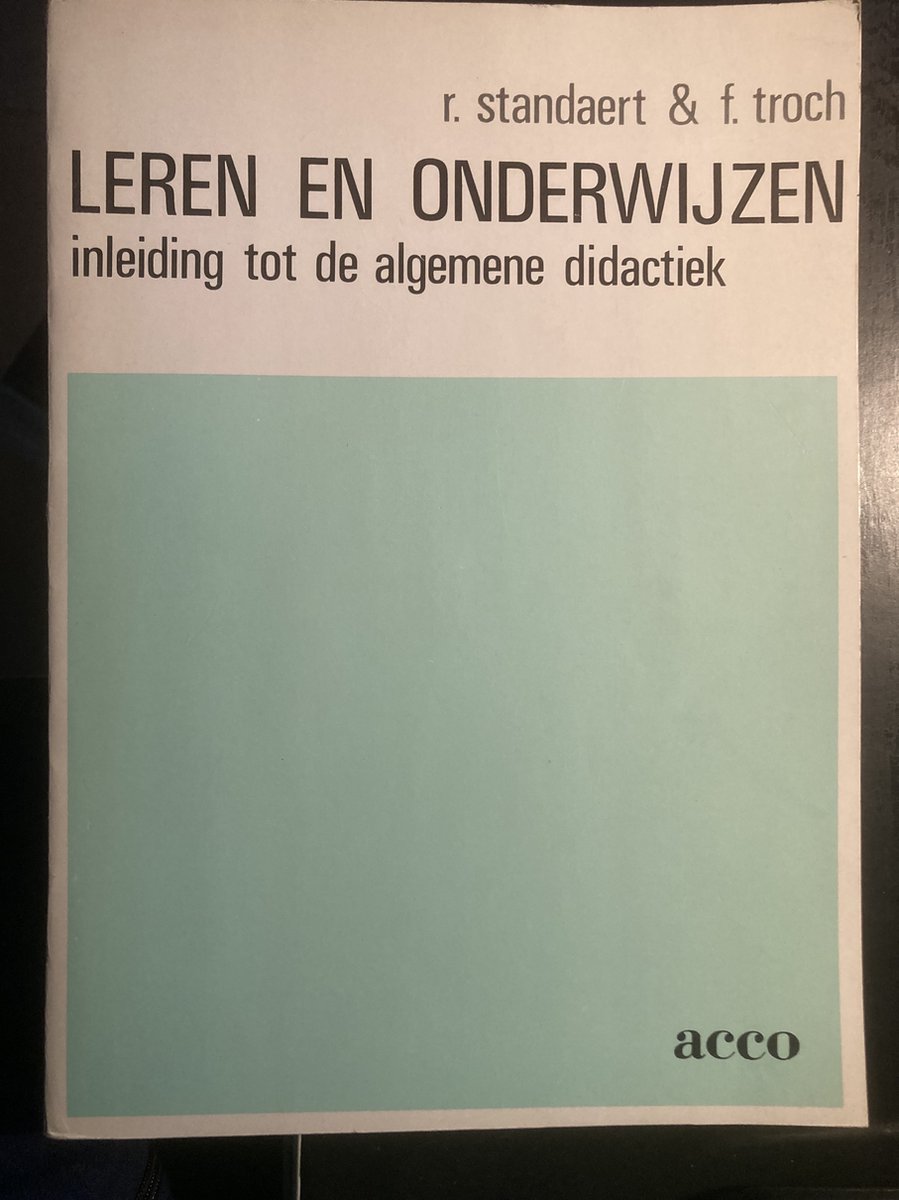 r. standaert & f. troch
LEREN EN ONDERWIJZEN
inleiding tot de algemene didactiek
acco